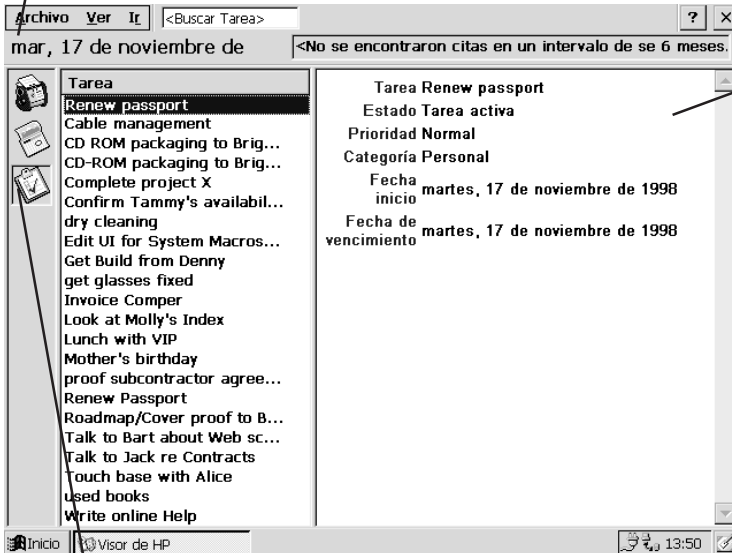 Archivo Ver Ir <Buscar Tarea> ? ×
mar, 17 de noviembre de <No se encontraron citas en un intervalo de se 6 meses.
Tarea
Renew passport
Cable management
CD ROM packaging to Brig...
CD-ROM packaging to Brig...
Complete project X
Confirm Tammy's availabil...
dry cleaning
Edit UI for System Macros...
Get Build from Denny
get glasses fixed
Invoice Comper
Look at Molly's Index
Lunch with VIP
Mother's birthday
proof subcontractor agree...
Renew Passport
Roadmap/Cover proof to B...
Talk to Bart about Web sc...
Talk to Jack re Contracts
Touch base with Alice
used books
Write online Help
Tarea Renew passport
Estado Tarea activa
Prioridad Normal
Categoría Personal
Fecha inicio martes, 17 de noviembre de 1998
Fecha de vencimiento martes, 17 de noviembre de 1998
Inicio Visor de HP 13:50